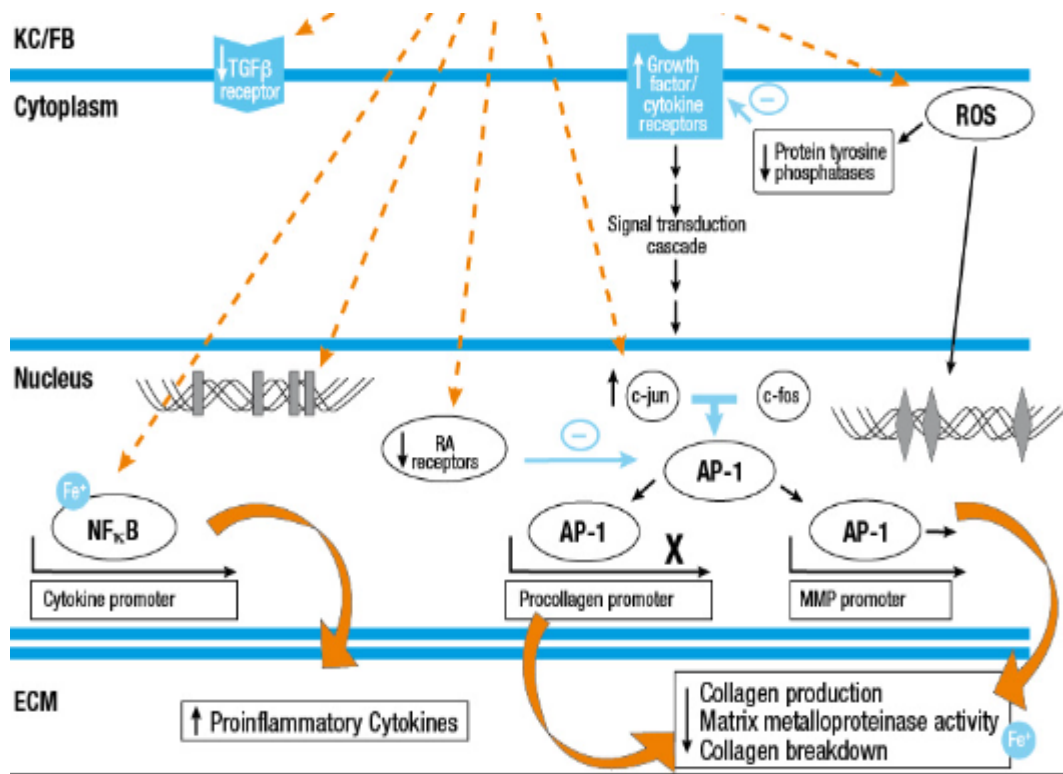 KC/FB
TGFβ
receptor
Growth
factor/
cytokine
receptors
−
Cytoplasm
ROS
Protein tyrosine
phosphatases
Signal transduction
cascade
Nucleus
c-jun
c-fos
RA
receptors
−
AP-1
Fe⁺
NFκB
AP-1
X
AP-1
Cytokine promoter
Procollagen promoter
MMP promoter
ECM
Proinflammatory Cytokines
Collagen production
Matrix metalloproteinase activity
Collagen breakdown
Fe⁺